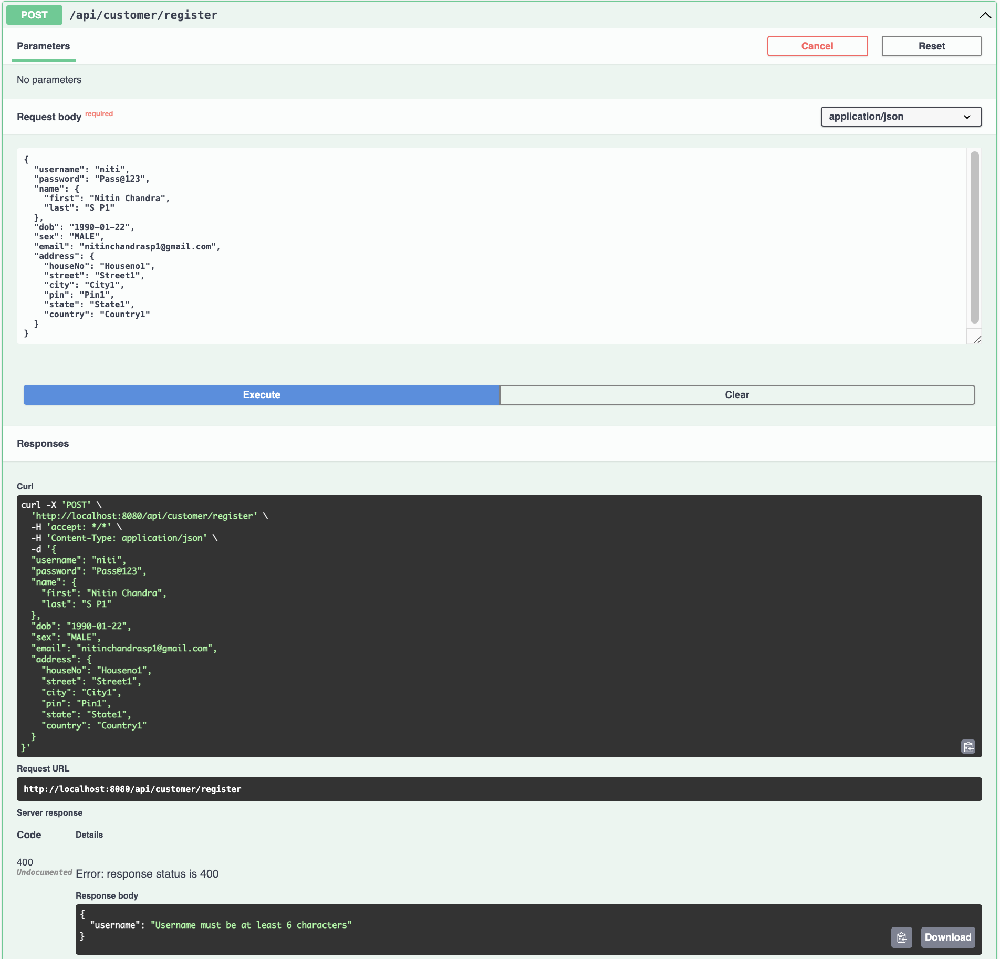 POST /api/customer/register
Parameters
Cancel
Reset
No parameters
Request body required
application/json
{
  "username": "niti",
  "password": "Pass@123",
  "name": {
    "first": "Nitin Chandra",
    "last": "S P1"
  },
  "dob": "1990-01-22",
  "sex": "MALE",
  "email": "nitinchandrasp1@gmail.com",
  "address": {
    "houseNo": "Houseno1",
    "street": "Street1",
    "city": "City1",
    "pin": "Pin1",
    "state": "State1",
    "country": "Country1"
  }
}
Execute
Clear
Responses
Curl
curl -X 'POST' \
  'http://localhost:8080/api/customer/register' \
  -H 'accept: */*' \
  -H 'Content-Type: application/json' \
  -d '{
  "username": "niti",
  "password": "Pass@123",
  "name": {
    "first": "Nitin Chandra",
    "last": "S P1"
  },
  "dob": "1990-01-22",
  "sex": "MALE",
  "email": "nitinchandrasp1@gmail.com",
  "address": {
    "houseNo": "Houseno1",
    "street": "Street1",
    "city": "City1",
    "pin": "Pin1",
    "state": "State1",
    "country": "Country1"
  }
}'
Request URL
http://localhost:8080/api/customer/register
Server response
Code Details
400
Undocumented
Error: response status is 400
Response body
{
  "username": "Username must be at least 6 characters"
}
Download